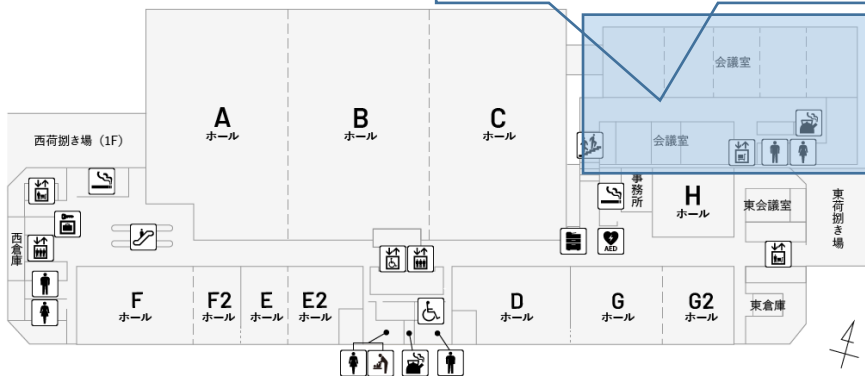 会議室
A
ホール
B
ホール
C
ホール
西荷捌き場（1F）
会議室
事務所
H
ホール
東会議室
東荷捌き場
AED
西倉庫
F
ホール
F2
ホール
E
ホール
E2
ホール
D
ホール
G
ホール
G2
ホール
東倉庫